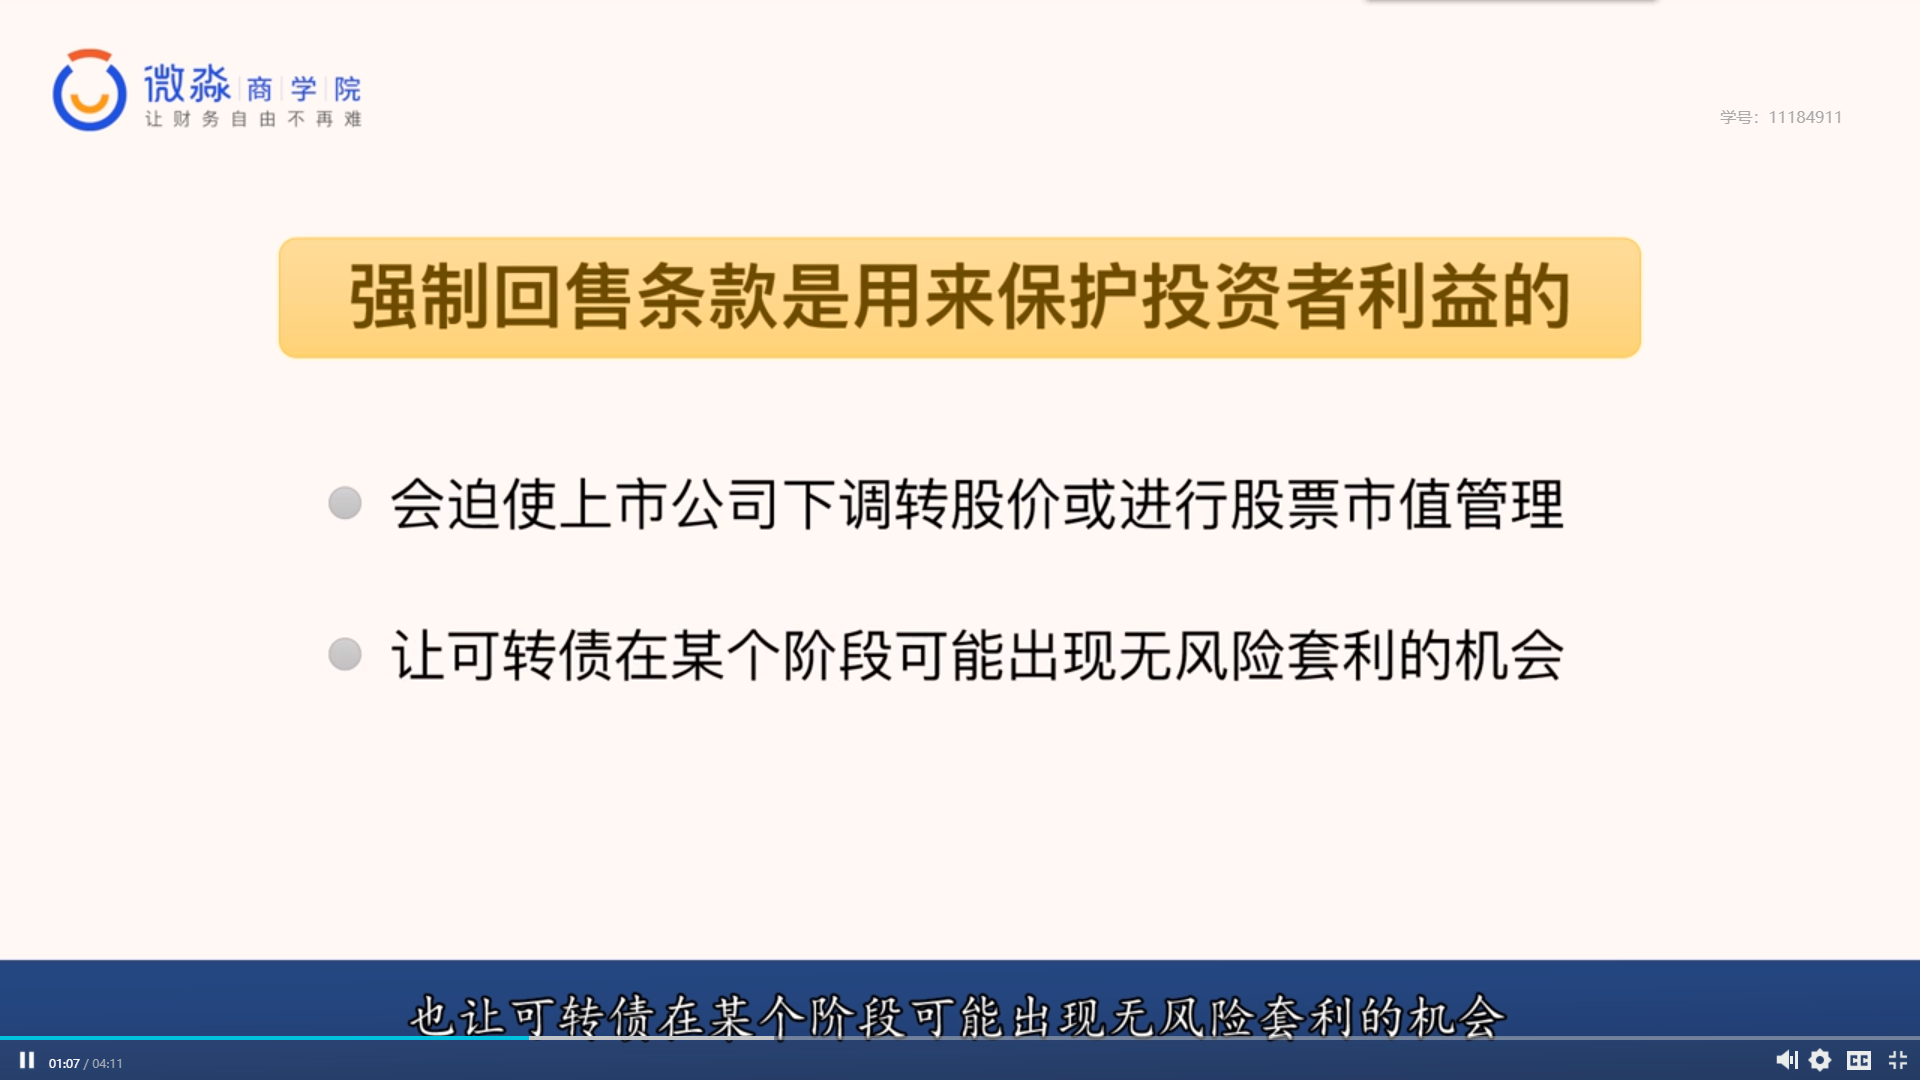 微淼商学院
让财务自由不再难
学号：11184911
强制回售条款是用来保护投资者利益的
会迫使上市公司下调转股价或进行股票市值管理
让可转债在某个阶段可能出现无风险套利的机会
也让可转债在某个阶段可能出现无风险套利的机会
01:07 / 04:11
CC